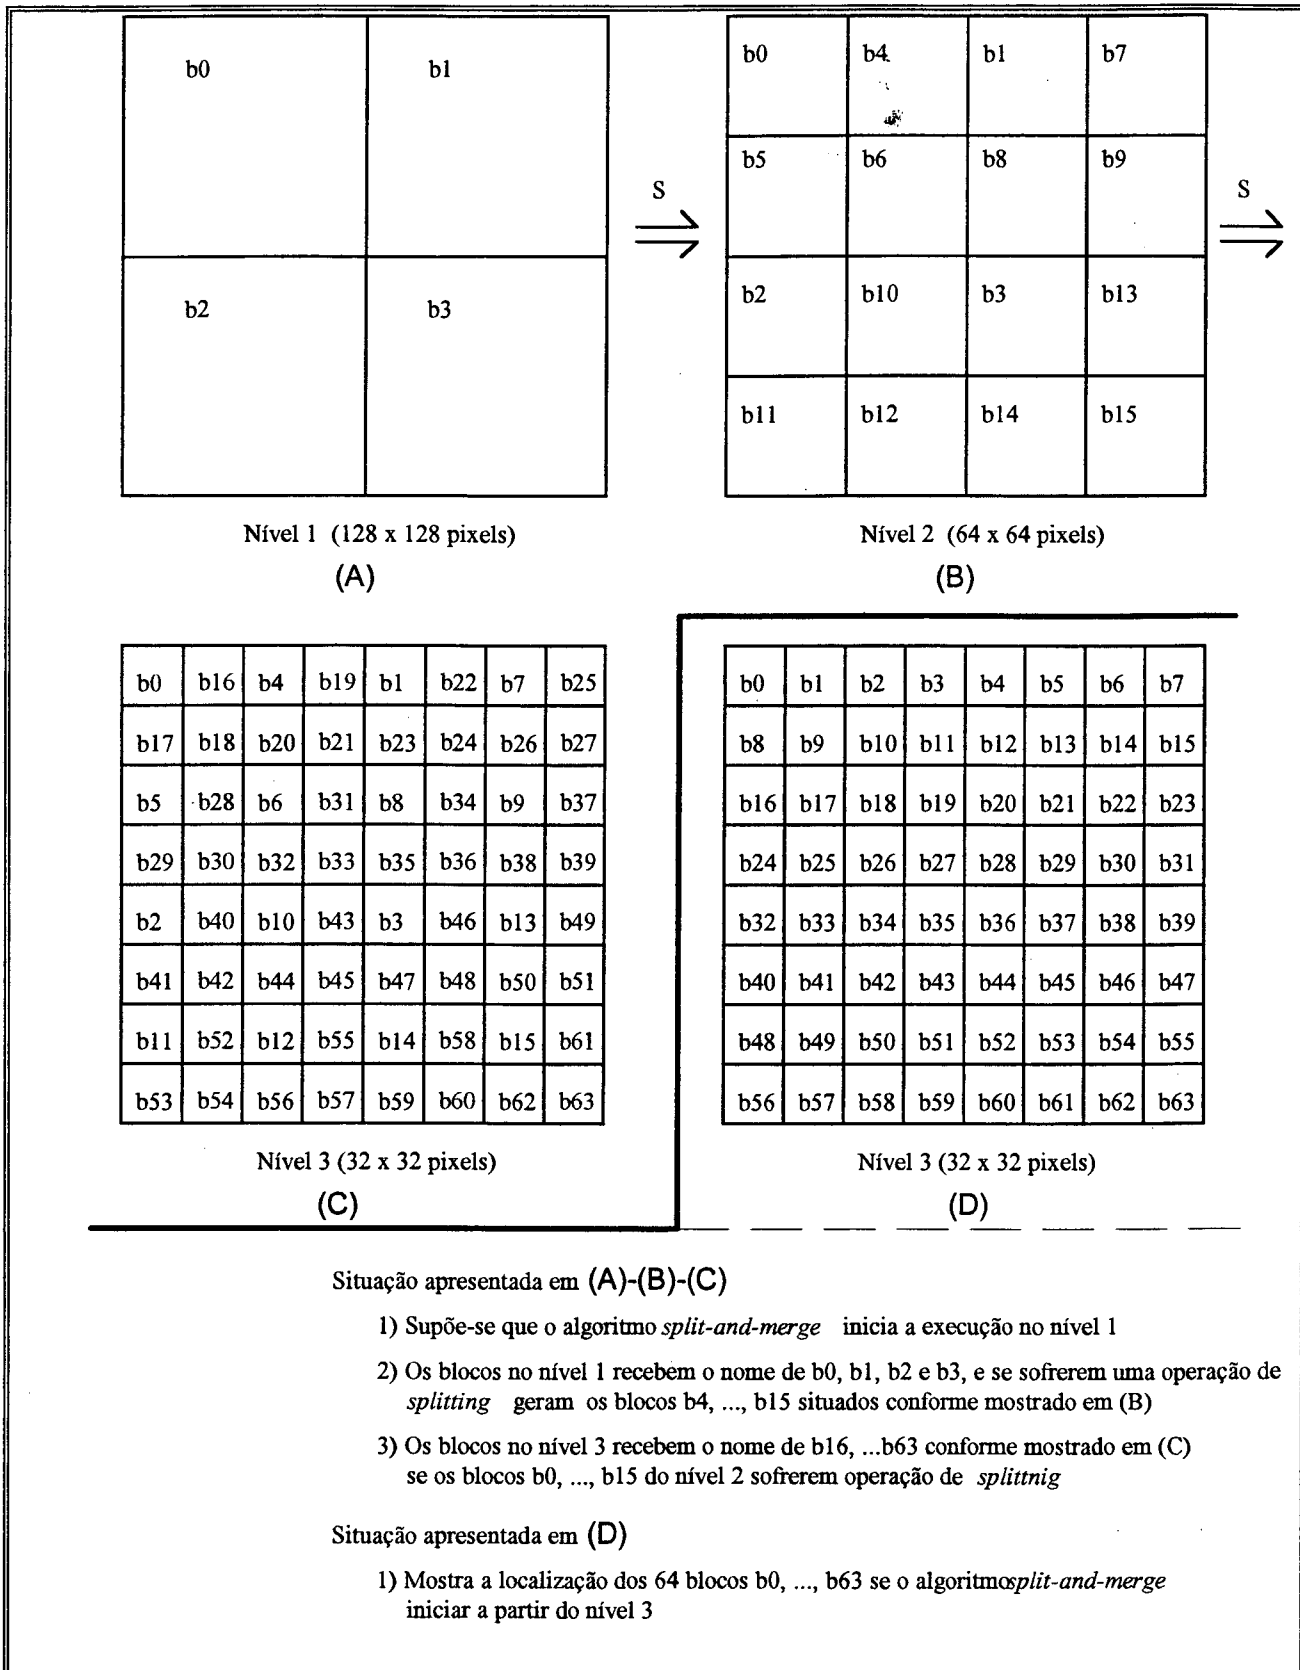 b0 b1
b2 b3
S
b0 b4 b1 b7
b5 b6 b8 b9
b2 b10 b3 b13
b11 b12 b14 b15
S
Nível 1 (128 x 128 pixels)
(A)
Nível 2 (64 x 64 pixels)
(B)
b0 b16 b4 b19 b1 b22 b7 b25
b17 b18 b20 b21 b23 b24 b26 b27
b5 b28 b6 b31 b8 b34 b9 b37
b29 b30 b32 b33 b35 b36 b38 b39
b2 b40 b10 b43 b3 b46 b13 b49
b41 b42 b44 b45 b47 b48 b50 b51
b11 b52 b12 b55 b14 b58 b15 b61
b53 b54 b56 b57 b59 b60 b62 b63
Nível 3 (32 x 32 pixels)
(C)
b0 b1 b2 b3 b4 b5 b6 b7
b8 b9 b10 b11 b12 b13 b14 b15
b16 b17 b18 b19 b20 b21 b22 b23
b24 b25 b26 b27 b28 b29 b30 b31
b32 b33 b34 b35 b36 b37 b38 b39
b40 b41 b42 b43 b44 b45 b46 b47
b48 b49 b50 b51 b52 b53 b54 b55
b56 b57 b58 b59 b60 b61 b62 b63
Nível 3 (32 x 32 pixels)
(D)
Situação apresentada em (A)-(B)-(C)
1) Supõe-se que o algoritmo split-and-merge inicia a execução no nível 1
2) Os blocos no nível 1 recebem o nome de b0, b1, b2 e b3, e se sofrerem uma operação de
splitting geram os blocos b4, ..., b15 situados conforme mostrado em (B)
3) Os blocos no nível 3 recebem o nome de b16, ...b63 conforme mostrado em (C)
se os blocos b0, ..., b15 do nível 2 sofrerem operação de splittnig
Situação apresentada em (D)
1) Mostra a localização dos 64 blocos b0, ..., b63 se o algoritmo split-and-merge
iniciar a partir do nível 3